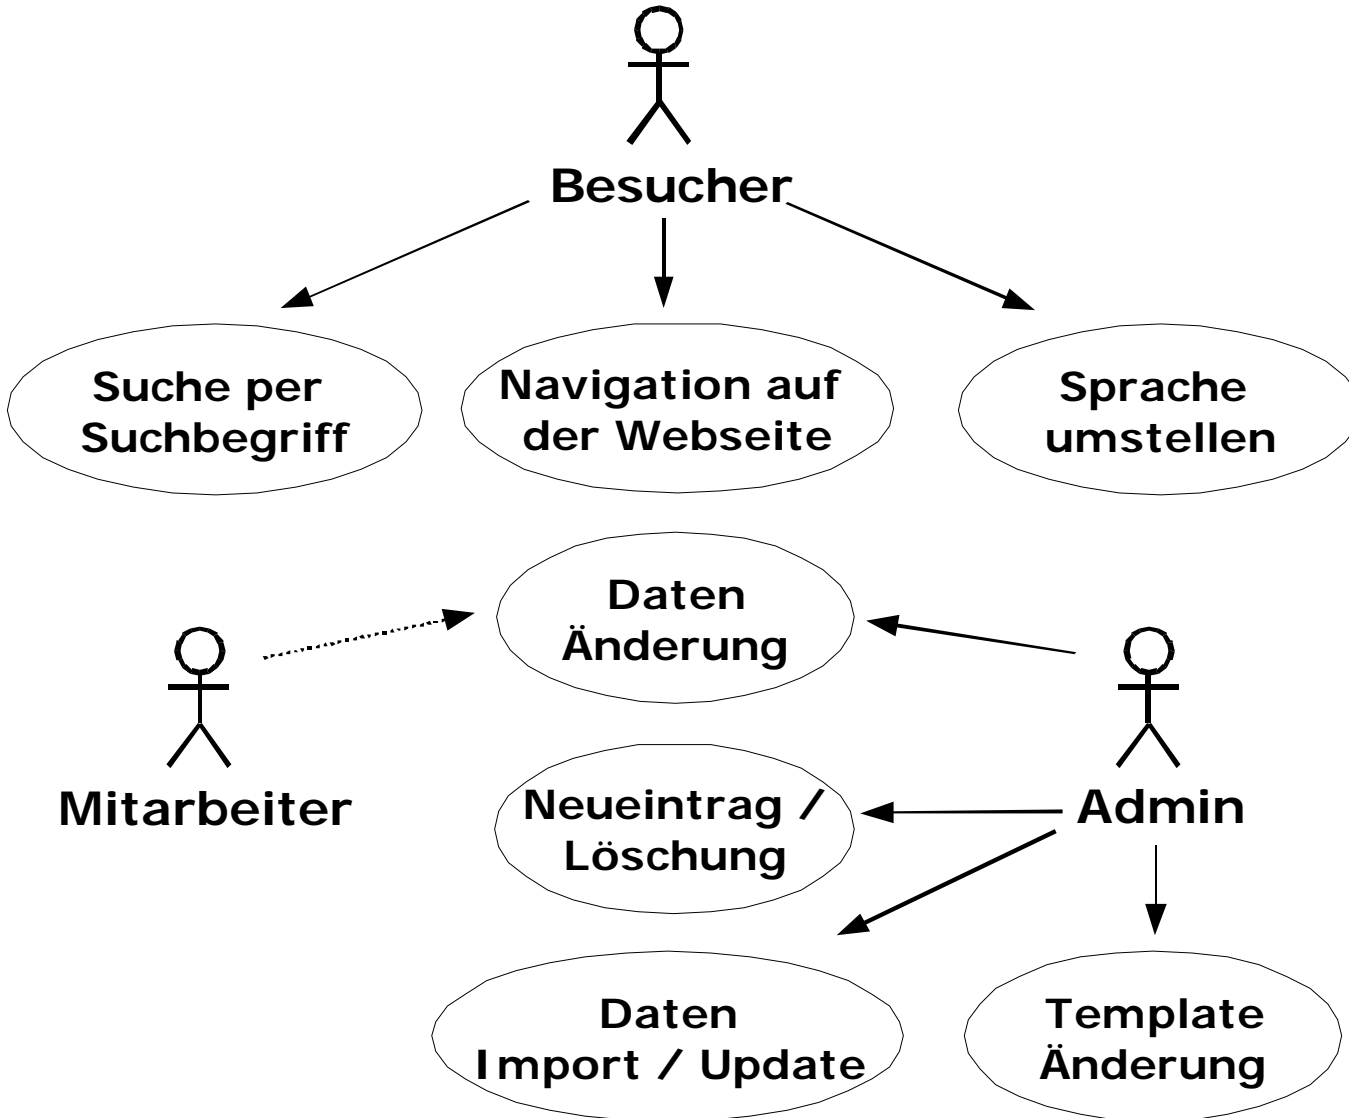 Besucher
Suche per
Suchbegriff
Navigation auf
der Webseite
Sprache
umstellen
Daten
Änderung
Mitarbeiter
Neueintrag /
Löschung
Admin
Daten
Import / Update
Template
Änderung